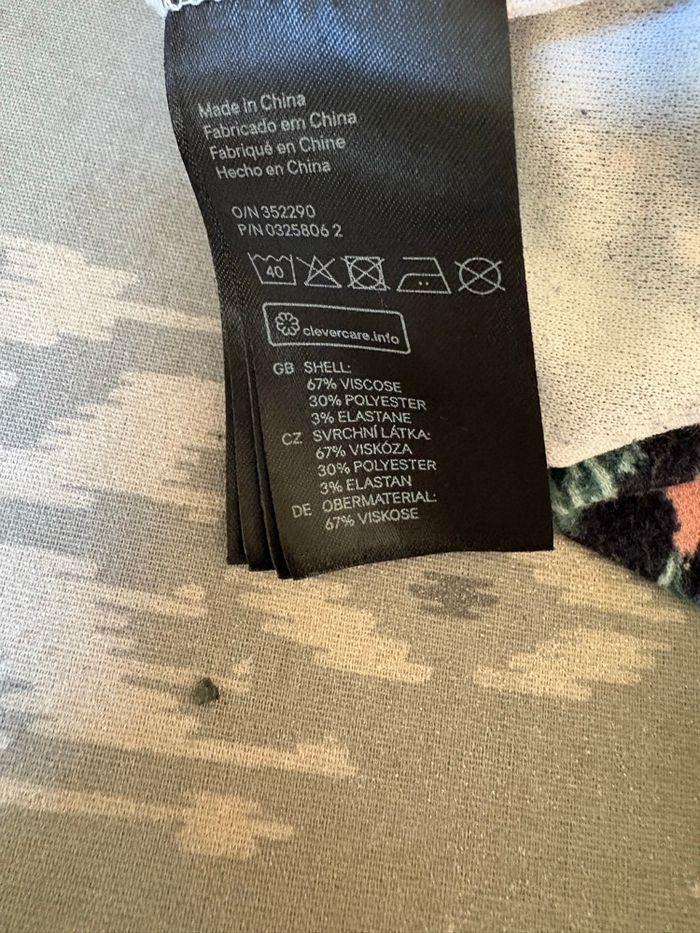 Made in China
Fabricado em China
Fabriqué en Chine
Hecho en China
O/N 352290
P/N 0325806 2
40
clevercare.info
GB SHELL:
67% VISCOSE
30% POLYESTER
3% ELASTANE
CZ SVRCHNÍ LÁTKA:
67% VISKÓZA
30% POLYESTER
3% ELASTAN
DE OBERMATERIAL:
67% VISKOSE